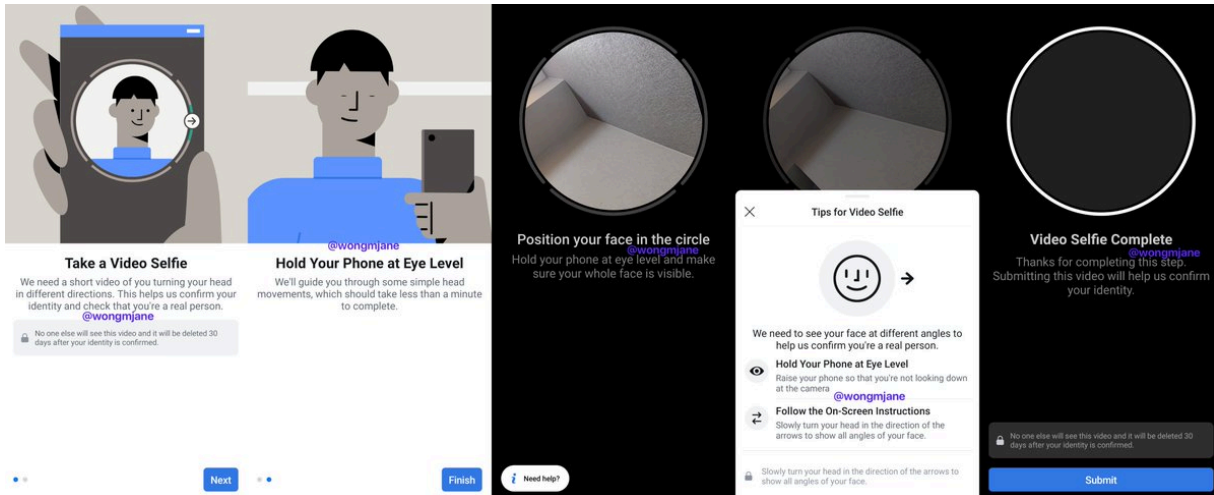 Take a Video Selfie
We need a short video of you turning your head
in different directions. This helps us confirm your
identity and check that you're a real person.
@wongmjane
No one else will see this video and it will be deleted 30
days after your identity is confirmed.
Next
@wongmjane
Hold Your Phone at Eye Level
We'll guide you through some simple head
movements, which should take less than a minute
to complete.
Finish
Position your face in the circle
@wongmjane
Hold your phone at eye level and make
sure your whole face is visible.
Need help?
Tips for Video Selfie
We need to see your face at different angles to
help us confirm you're a real person.
Hold Your Phone at Eye Level
Raise your phone so that you're not looking down
at the camera
@wongmjane
Follow the On-Screen Instructions
Slowly turn your head in the direction of the
arrows to show all angles of your face.
Slowly turn your head in the direction of the arrows to
show all angles of your face.
Video Selfie Complete
@wongmjane
Thanks for completing this step.
Submitting this video will help us confirm
your identity.
No one else will see this video and it will be deleted 30
days after your identity is confirmed.
Submit